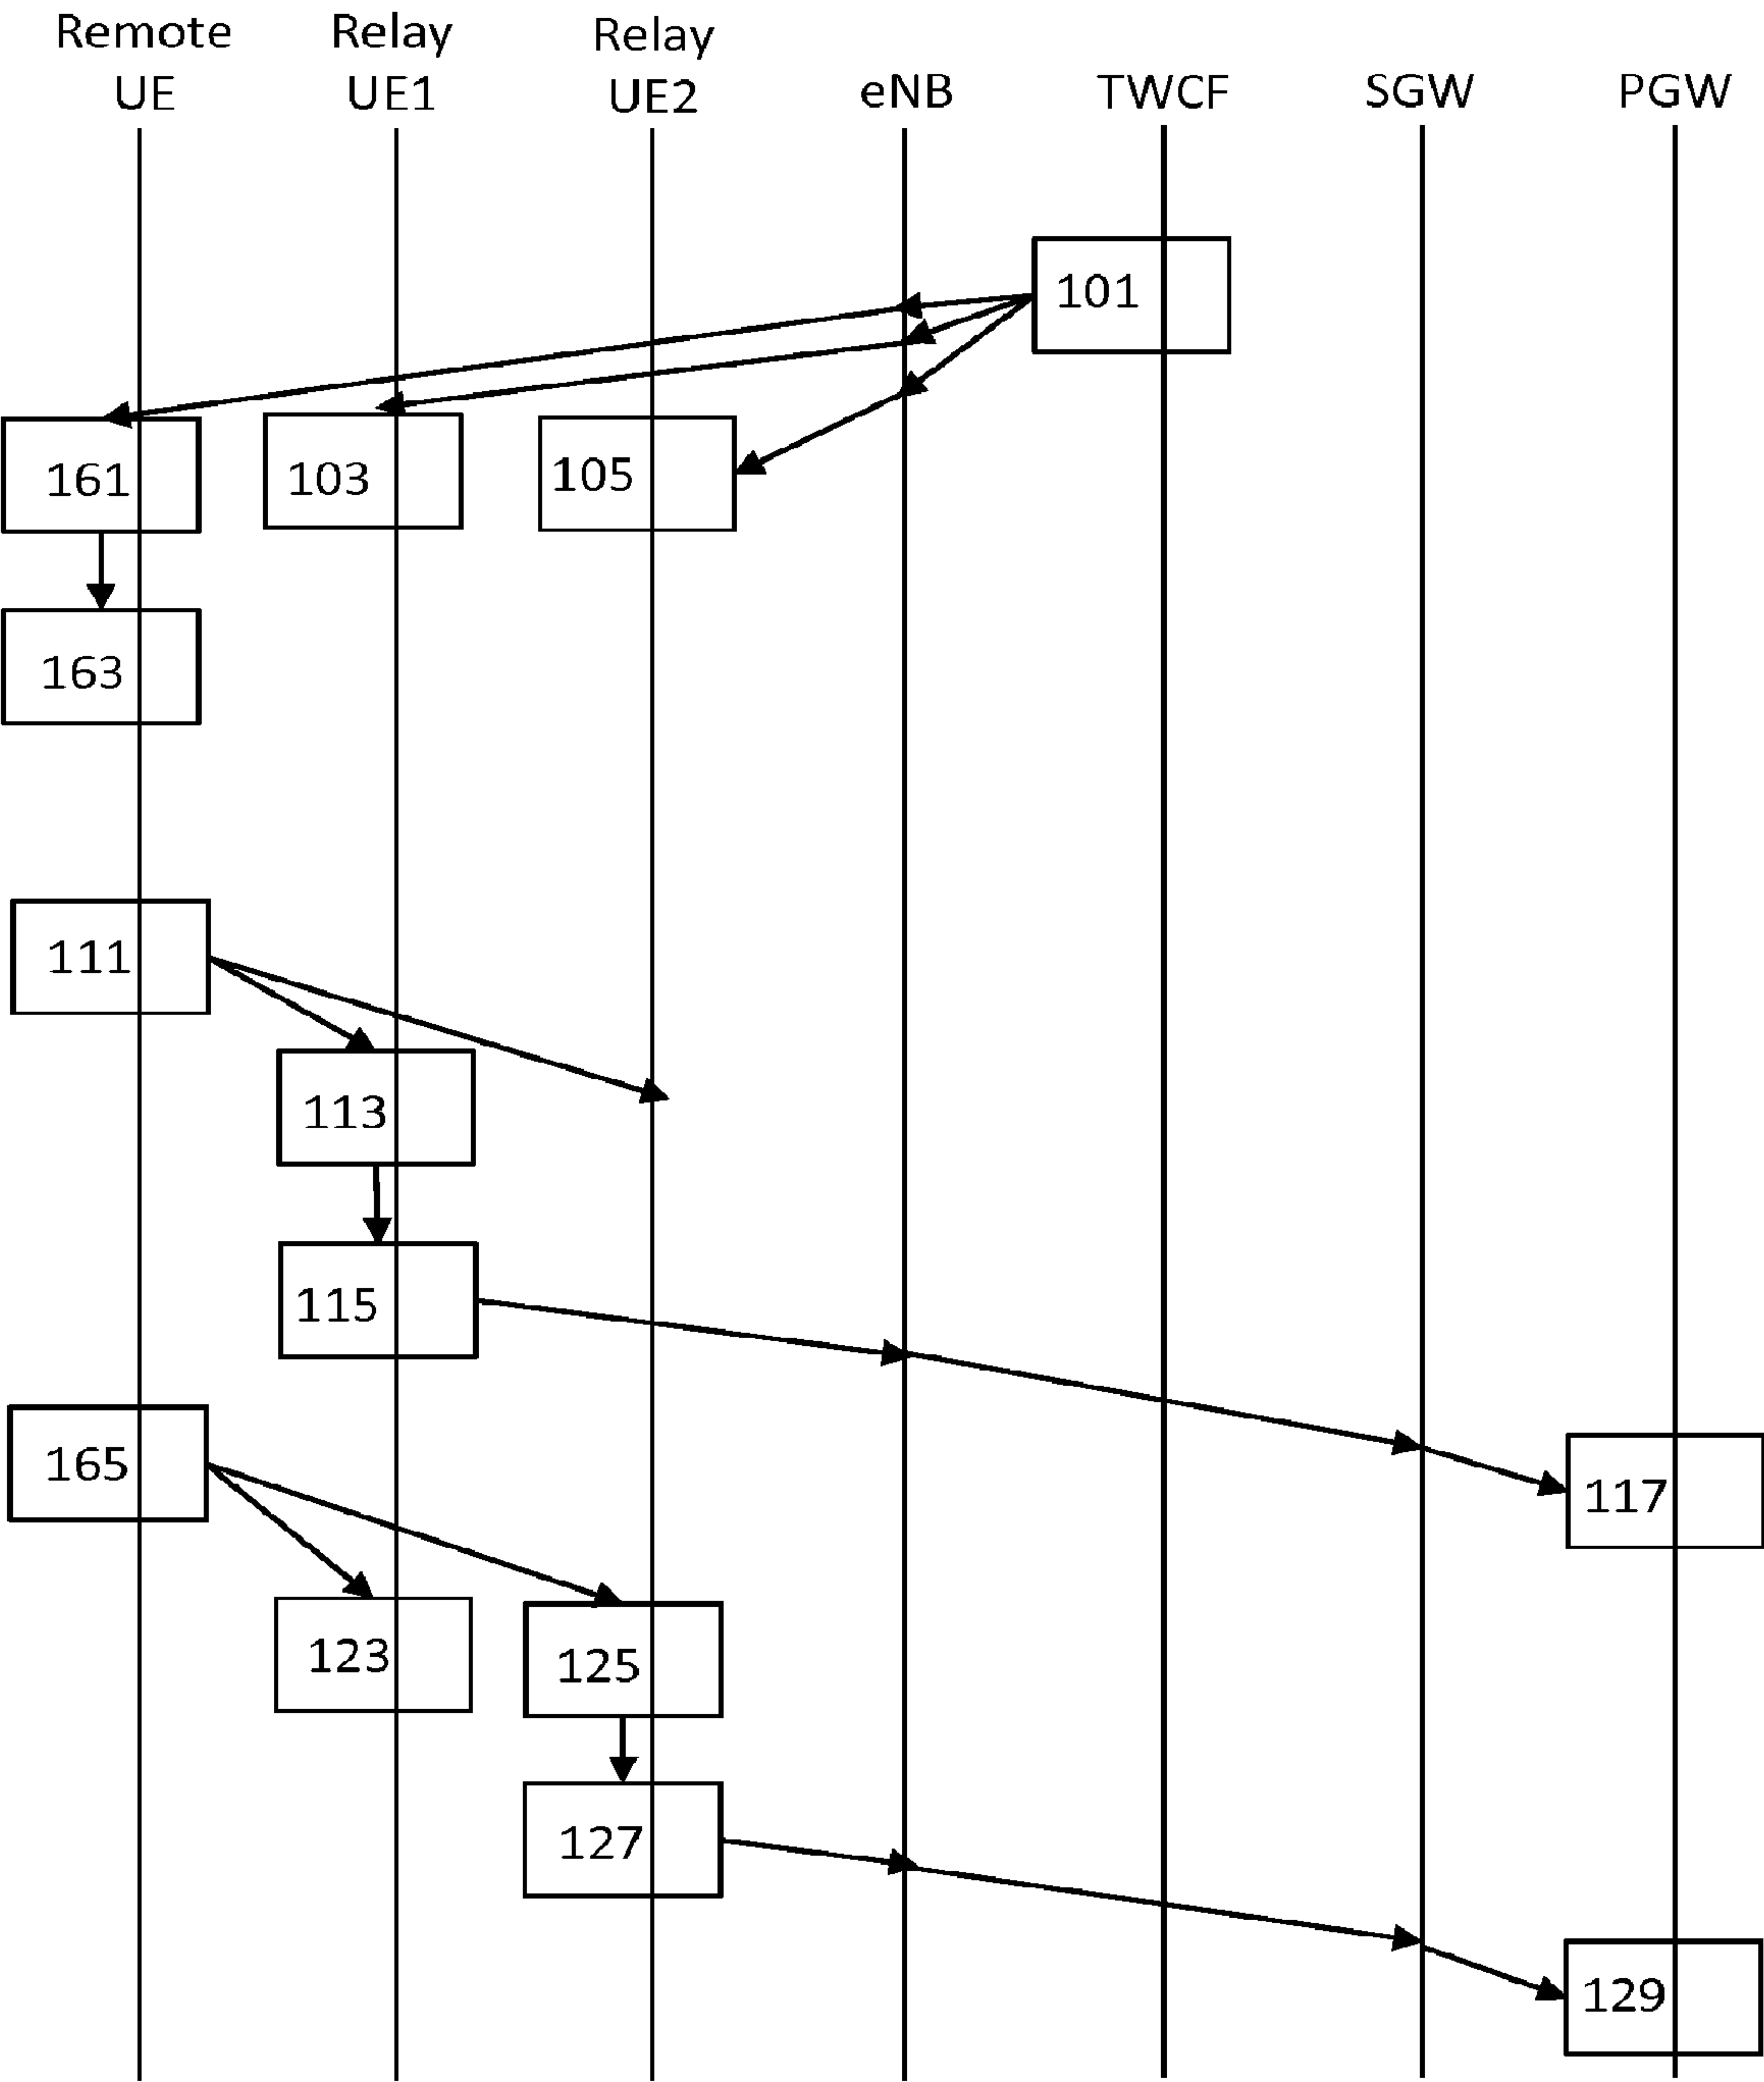 Remote
UE
Relay
UE1
Relay
UE2
eNB
TWCF
SGW
PGW
101
161
103
105
163
111
113
115
165
117
123
125
127
129